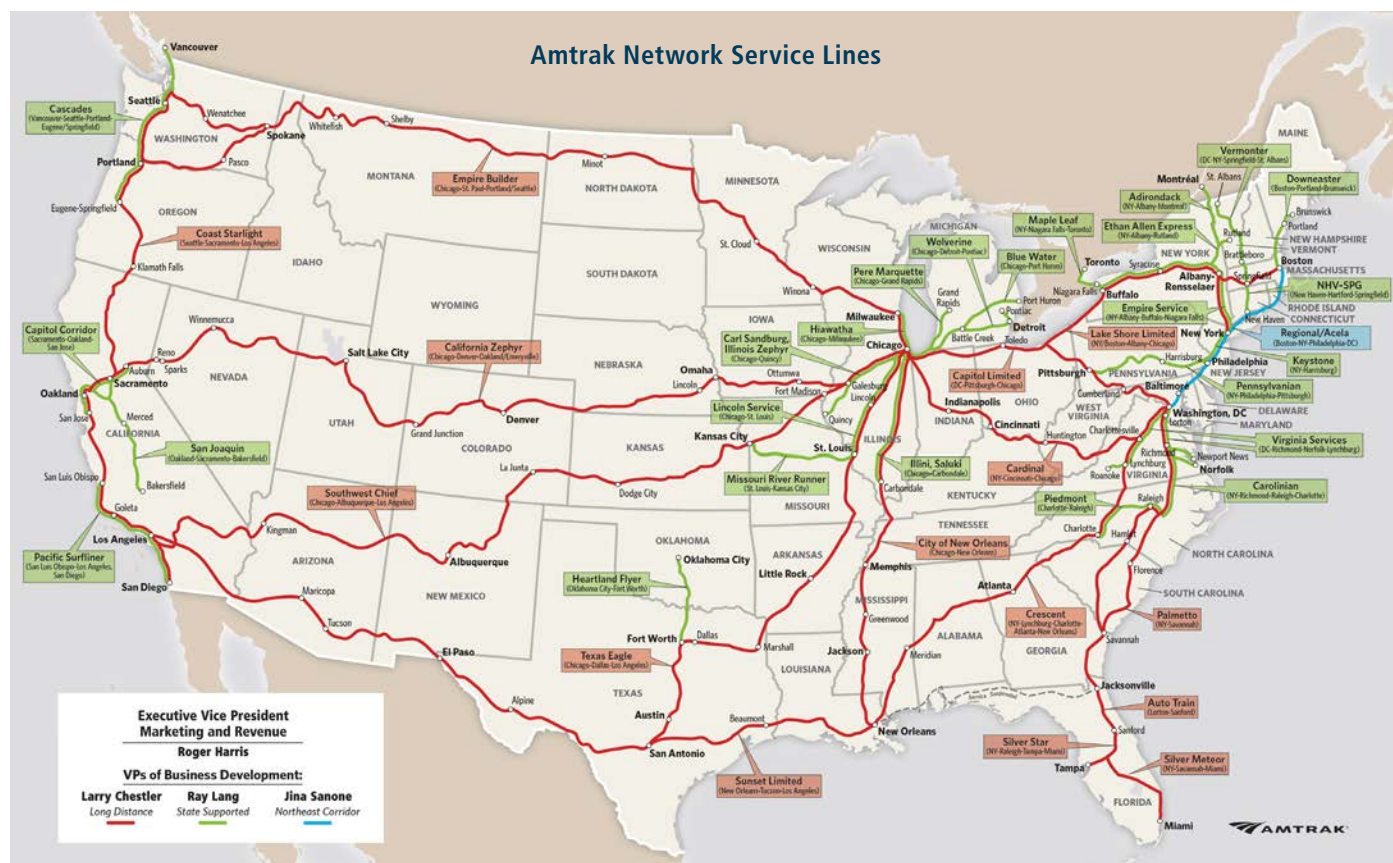 Amtrak Network Service Lines
Vancouver
Seattle
Cascades
(Vancouver-Seattle-Portland-
Eugene/Springfield)
Wenatchee
WASHINGTON
Spokane
Portland
Pasco
Whitefish
Shelby
MONTANA
Empire Builder
(Chicago-St. Paul-Portland/Seattle)
Minot
NORTH DAKOTA
MINNESOTA
Eugene-Springfield
OREGON
Coast Starlight
(Seattle-Sacramento-Los Angeles)
Klamath Falls
IDAHO
WYOMING
SOUTH DAKOTA
St. Cloud
Winona
WISCONSIN
MICHIGAN
Wolverine
(Chicago-Detroit-Pontiac)
Blue Water
(Chicago-Port Huron)
Pere Marquette
(Chicago-Grand Rapids)
Grand
Rapids
Port Huron
Pontiac
Detroit
Battle Creek
Toledo
Milwaukee
Hiawatha
(Chicago-Milwaukee)
Chicago
Maple Leaf
(NY-Niagara Falls-Toronto)
Toronto
Niagara Falls
Buffalo
Syracuse
NEW YORK
Albany-
Rensselaer
Montréal
St. Albans
Vermonter
(DC-NY-Springfield-St. Albans)
Adirondack
(NY-Albany-Montreal)
Ethan Allen Express
(NY-Albany-Rutland)
Rutland
Brattleboro
Downeaster
(Boston-Portland-Brunswick)
MAINE
Brunswick
Portland
NEW HAMPSHIRE
VERMONT
Boston
MASSACHUSETTS
Springfield
NHV-SPG
(New Haven-Hartford-Springfield)
RHODE ISLAND
CONNECTICUT
New Haven
Empire Service
(NY-Albany-Buffalo-Niagara Falls)
Lake Shore Limited
(NY/Boston-Albany-Chicago)
New York
Regional/Acela
(Boston-NY-Philadelphia-DC)
Keystone
(NY-Harrisburg)
Philadelphia
NEW JERSEY
Harrisburg
PENNSYLVANIA
Pittsburgh
Pennsylvanian
(NY-Philadelphia-Pittsburgh)
Baltimore
Cumberland
DELAWARE
MARYLAND
Washington, DC
Lorton
Capitol Limited
(DC-Pittsburgh-Chicago)
OHIO
WEST
VIRGINIA
Charlottesville
Virginia Services
(DC-Richmond-Norfolk-Lynchburg)
Richmond
Newport News
Norfolk
Lynchburg
Roanoke
VIRGINIA
Carolinian
(NY-Richmond-Raleigh-Charlotte)
Piedmont
(Charlotte-Raleigh)
Raleigh
Charlotte
Hamlet
NORTH CAROLINA
Indianapolis
INDIANA
Cincinnati
Huntington
Cardinal
(NY-Cincinnati-Chicago)
KENTUCKY
TENNESSEE
Capitol Corridor
(Sacramento-Oakland-
San Jose)
Winnemucca
Reno
Sparks
Auburn
Sacramento
Oakland
San Jose
Merced
CALIFORNIA
NEVADA
San Joaquin
(Oakland-Sacramento-Bakersfield)
Bakersfield
Salt Lake City
UTAH
California Zephyr
(Chicago-Denver-Oakland/Emeryville)
Grand Junction
Denver
COLORADO
NEBRASKA
Lincoln
Omaha
IOWA
Ottumwa
Fort Madison
Carl Sandburg,
Illinois Zephyr
(Chicago-Quincy)
Galesburg
Quincy
Lincoln
Lincoln Service
(Chicago-St. Louis)
Kansas City
St. Louis
ILLINOIS
Missouri River Runner
(St. Louis-Kansas City)
MISSOURI
Illini, Saluki
(Chicago-Carbondale)
Carbondale
KANSAS
La Junta
Dodge City
San Luis Obispo
Goleta
Los Angeles
Pacific Surfliner
(San Luis Obispo-Los Angeles,
San Diego)
San Diego
Southwest Chief
(Chicago-Albuquerque-Los Angeles)
Kingman
ARIZONA
Albuquerque
NEW MEXICO
Maricopa
Tucson
El Paso
Alpine
OKLAHOMA
Oklahoma City
Heartland Flyer
(Oklahoma City-Fort Worth)
ARKANSAS
Little Rock
City of New Orleans
(Chicago-New Orleans)
Memphis
MISSISSIPPI
Greenwood
Jackson
Fort Worth
Dallas
Marshall
Texas Eagle
(Chicago-Dallas-Los Angeles)
TEXAS
Austin
San Antonio
Beaumont
LOUISIANA
New Orleans
Sunset Limited
(New Orleans-Tucson-Los Angeles)
Meridian
ALABAMA
Atlanta
Crescent
(NY-Lynchburg-Charlotte-
Atlanta-New Orleans)
GEORGIA
Florence
SOUTH CAROLINA
Palmetto
(NY-Savannah)
Savannah
Service Suspended
Jacksonville
Auto Train
(Lorton-Sanford)
Sanford
Silver Star
(NY-Raleigh-Tampa-Miami)
Tampa
Silver Meteor
(NY-Savannah-Miami)
FLORIDA
Miami
Executive Vice President
Marketing and Revenue
Roger Harris
VPs of Business Development:
Larry Chestler
Long Distance
Ray Lang
State Supported
Jina Sanone
Northeast Corridor
AMTRAK